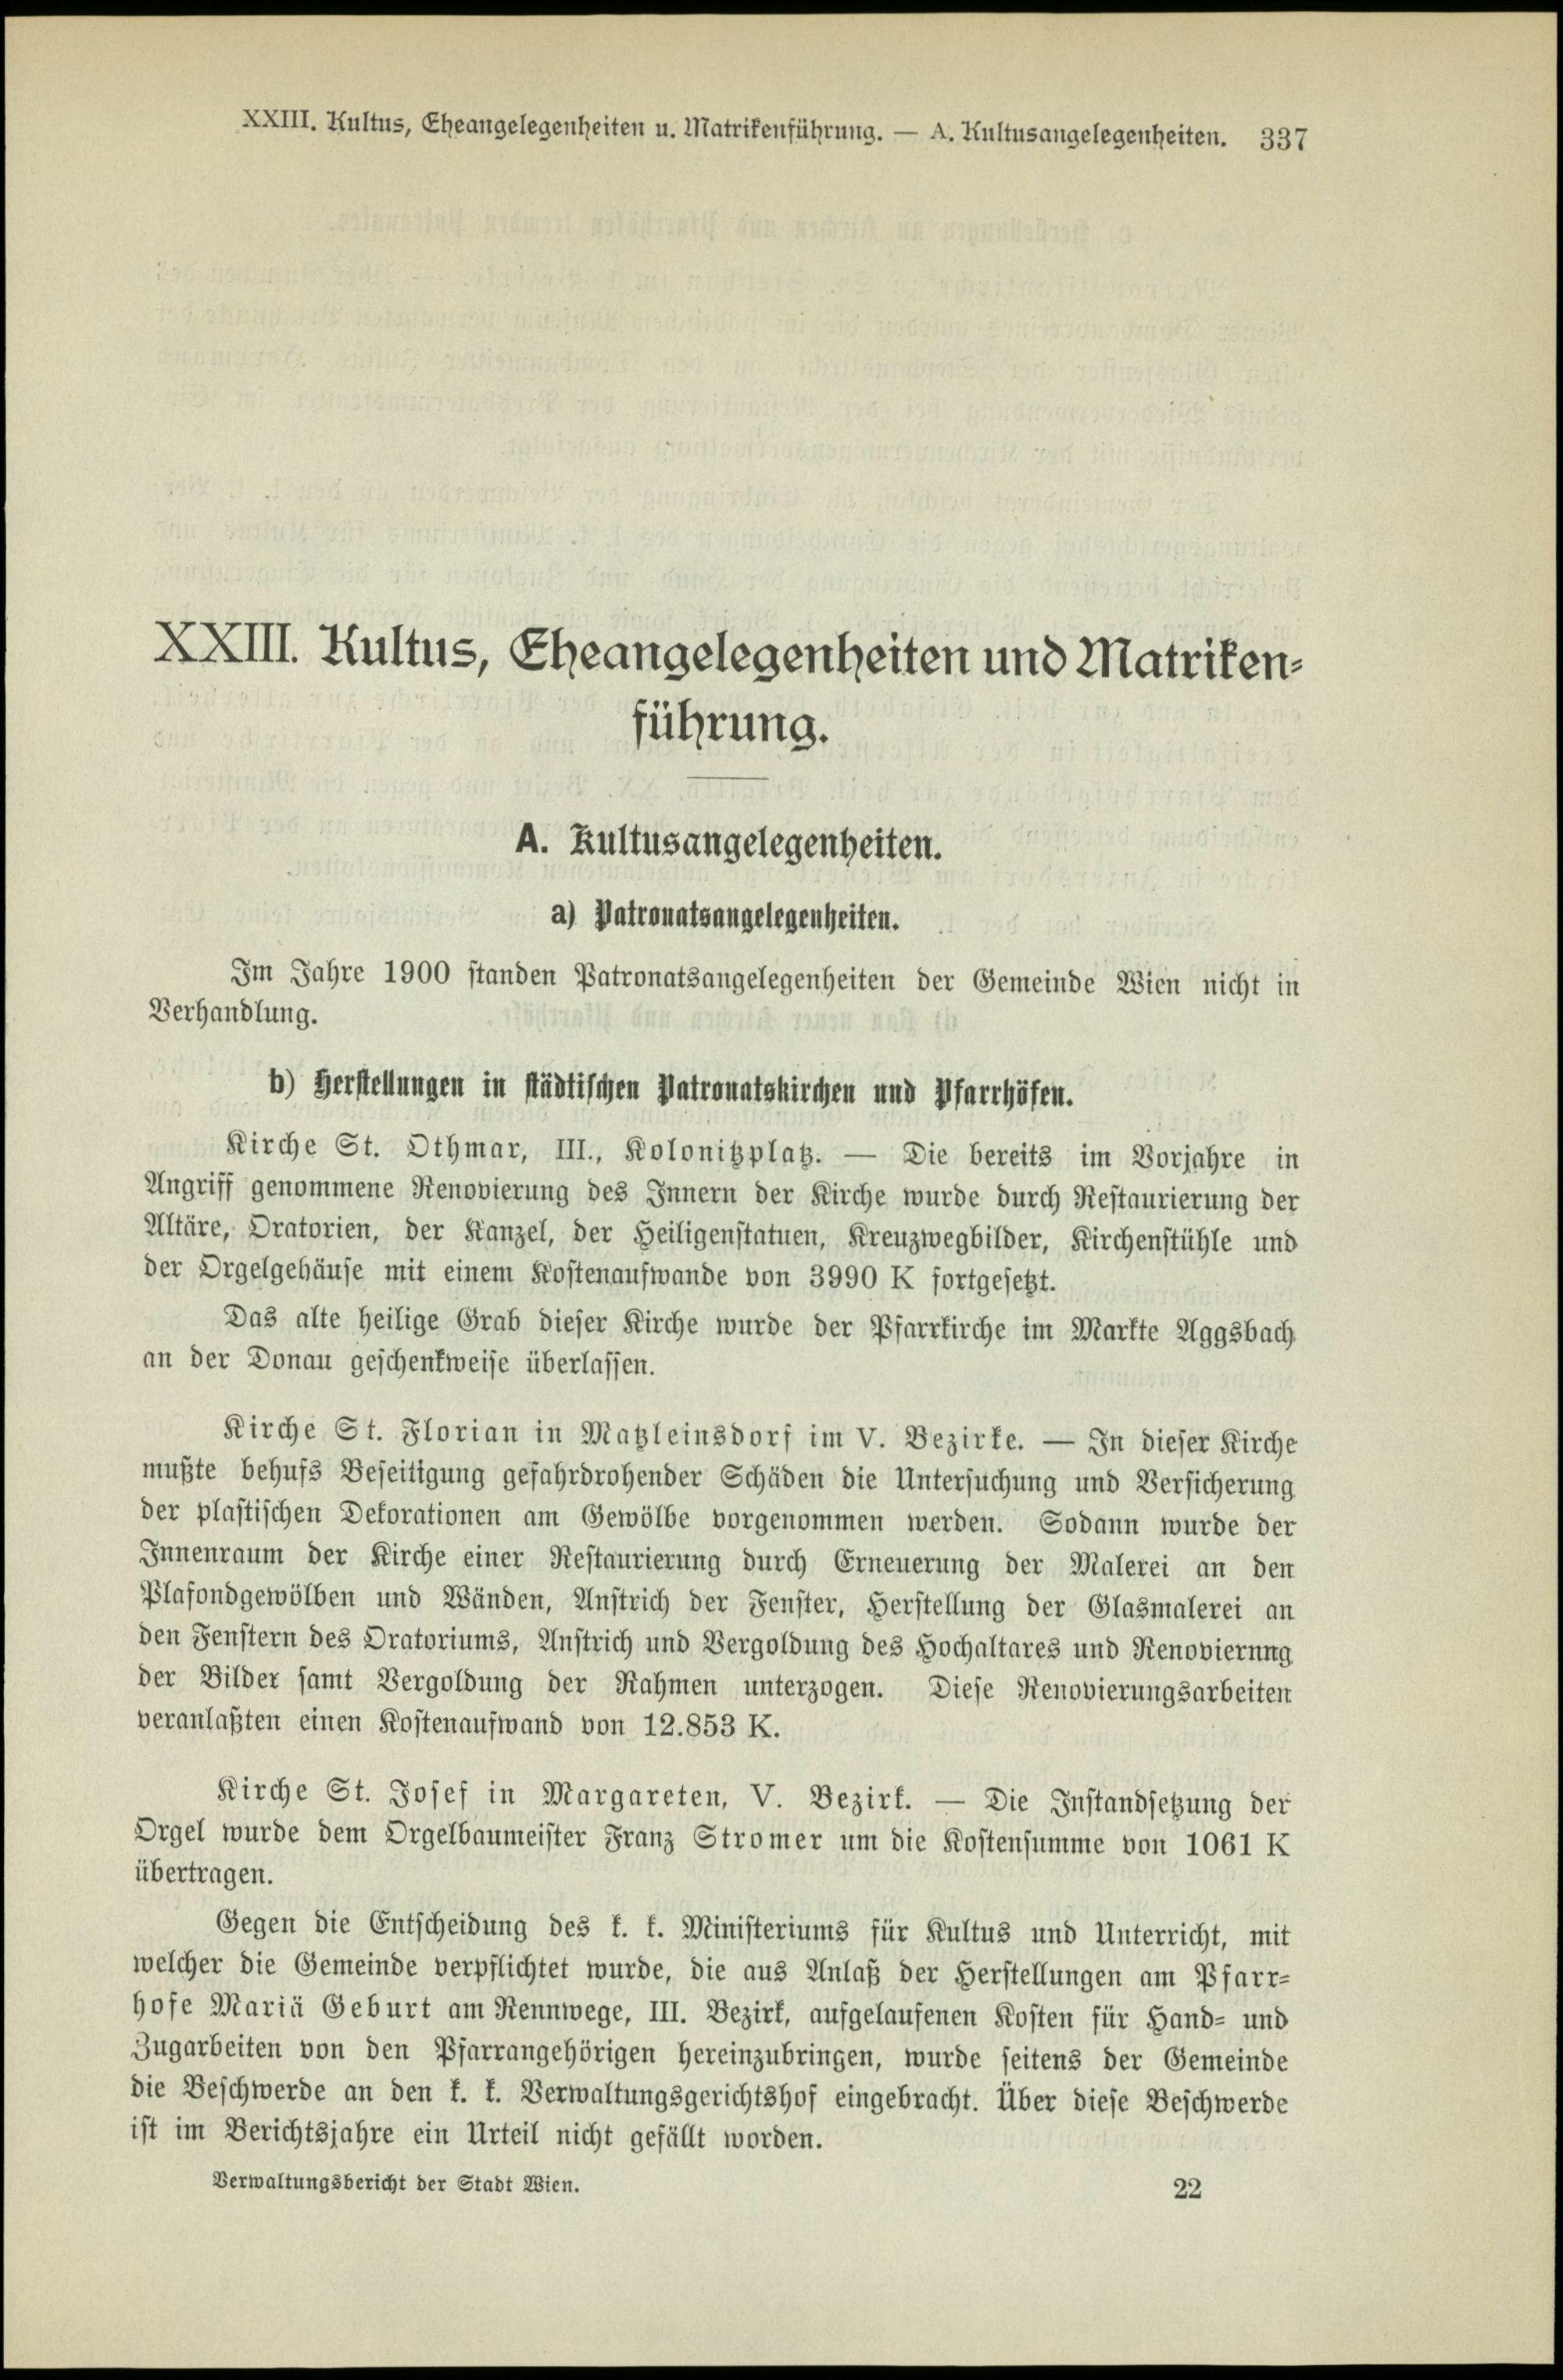 XXIII. Kultus, Eheangelegenheiten u. Matrikenführung. — A. Kultusangelegenheiten. 337
XXIII. Kultus, Eheangelegenheiten und Matriken-
führung.
A. Kultusangelegenheiten.
a) Patronatsangelegenheiten.
Im Jahre 1900 standen Patronatsangelegenheiten der Gemeinde Wien nicht in
Verhandlung.
b) Herstellungen in städtischen Patronatskirchen und Pfarrhöfen.
Kirche St. Othmar, III., Kolonitzplatz. — Die bereits im Vorjahre in
Angriff genommene Renovierung des Innern der Kirche wurde durch Restaurierung der
Altäre, Oratorien, der Kanzel, der Heiligenstatuen, Kreuzwegbilder, Kirchenstühle und
der Orgelgehäuse mit einem Kostenaufwande von 3990 K fortgesetzt.
Das alte heilige Grab dieser Kirche wurde der Pfarrkirche im Markte Aggsbach
an der Donau geschenkweise überlassen.
Kirche St. Florian in Matzleinsdorf im V. Bezirke. — In dieser Kirche
mußte behufs Beseitigung gefahrdrohender Schäden die Untersuchung und Versicherung
der plastischen Dekorationen am Gewölbe vorgenommen werden. Sodann wurde der
Innenraum der Kirche einer Restaurierung durch Erneuerung der Malerei an den
Plafondgewölben und Wänden, Anstrich der Fenster, Herstellung der Glasmalerei an
den Fenstern des Oratoriums, Anstrich und Vergoldung des Hochaltares und Renovierung
der Bilder samt Vergoldung der Rahmen unterzogen. Diese Renovierungsarbeiten
veranlaßten einen Kostenaufwand von 12.853 K.
Kirche St. Josef in Margareten, V. Bezirk. — Die Instandsetzung der
Orgel wurde dem Orgelbaumeister Franz Stromer um die Kostensumme von 1061 K
übertragen.
Gegen die Entscheidung des k. k. Ministeriums für Kultus und Unterricht, mit
welcher die Gemeinde verpflichtet wurde, die aus Anlaß der Herstellungen am Pfarr-
hofe Mariä Geburt am Rennwege, III. Bezirk, aufgelaufenen Kosten für Hand- und
Zugarbeiten von den Pfarrangehörigen hereinzubringen, wurde seitens der Gemeinde
die Beschwerde an den k. k. Verwaltungsgerichtshof eingebracht. Über diese Beschwerde
ist im Berichtsjahre ein Urteil nicht gefällt worden.
Verwaltungsbericht der Stadt Wien. 22